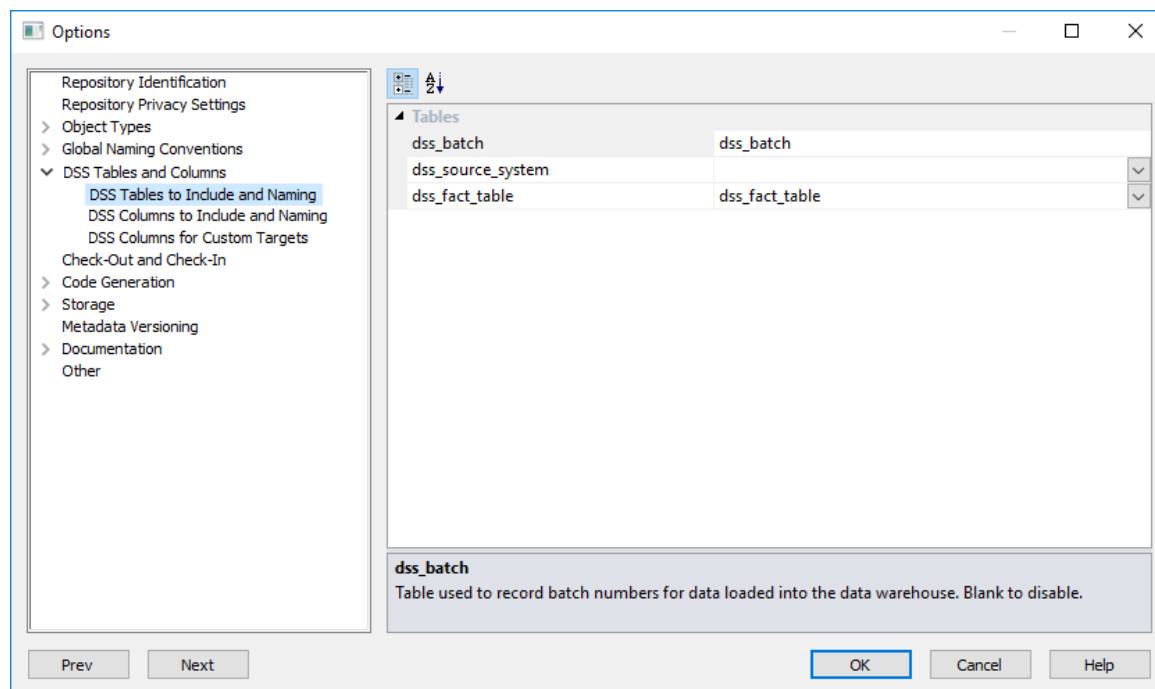 Options
Repository Identification
Repository Privacy Settings
Object Types
Global Naming Conventions
DSS Tables and Columns
DSS Tables to Include and Naming
DSS Columns to Include and Naming
DSS Columns for Custom Targets
Check-Out and Check-In
Code Generation
Storage
Metadata Versioning
Documentation
Other
A
Z
Tables
dss_batch dss_batch
dss_source_system
dss_fact_table dss_fact_table
dss_batch
Table used to record batch numbers for data loaded into the data warehouse. Blank to disable.
Prev Next OK Cancel Help